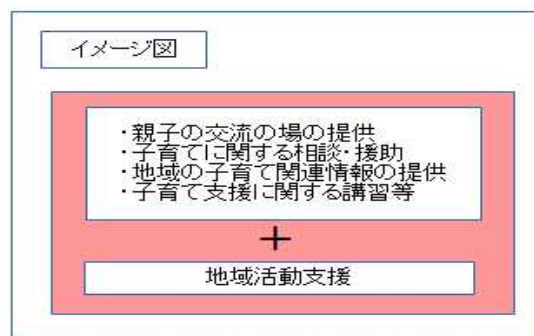 イメージ図
・親子の交流の場の提供
・子育てに関する相談・援助
・地域の子育て関連情報の提供
・子育て支援に関する講習等
＋
地域活動支援